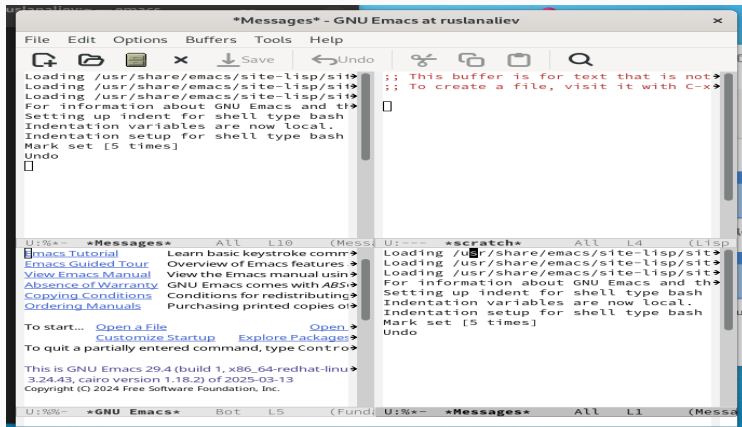 *Messages* - GNU Emacs at ruslanaliev
File Edit Options Buffers Tools Help
Save Undo
Loading /usr/share/emacs/site-lisp/sit
Loading /usr/share/emacs/site-lisp/sit
Loading /usr/share/emacs/site-lisp/sit
For information about GNU Emacs and th
Setting up indent for shell type bash
Indentation variables are now local.
Indentation setup for shell type bash
Mark set [5 times]
Undo
U:%*- *Messages* All L10 (Mess
;; This buffer is for text that is not
;; To create a file, visit it with C-x
U:--- *scratch* All L4 (Lisp
Emacs Tutorial Learn basic keystroke comm
Emacs Guided Tour Overview of Emacs features
View Emacs Manual View the Emacs manual usin
Absence of Warranty GNU Emacs comes with ABS
Copying Conditions Conditions for redistributing
Ordering Manuals Purchasing printed copies of
To start... Open a File Open
Customize Startup Explore Packages
To quit a partially entered command, type Contro
This is GNU Emacs 29.4 (build 1, x86_64-redhat-linu
3.24.43, cairo version 1.18.2) of 2025-03-13
Copyright (C) 2024 Free Software Foundation, Inc.
U:%%- *GNU Emacs* Bot L5 (Fund
Loading /usr/share/emacs/site-lisp/sit
Loading /usr/share/emacs/site-lisp/sit
Loading /usr/share/emacs/site-lisp/sit
For information about GNU Emacs and th
Setting up indent for shell type bash
Indentation variables are now local.
Indentation setup for shell type bash
Mark set [5 times]
Undo
U:%*- *Messages* All L1 (Messa